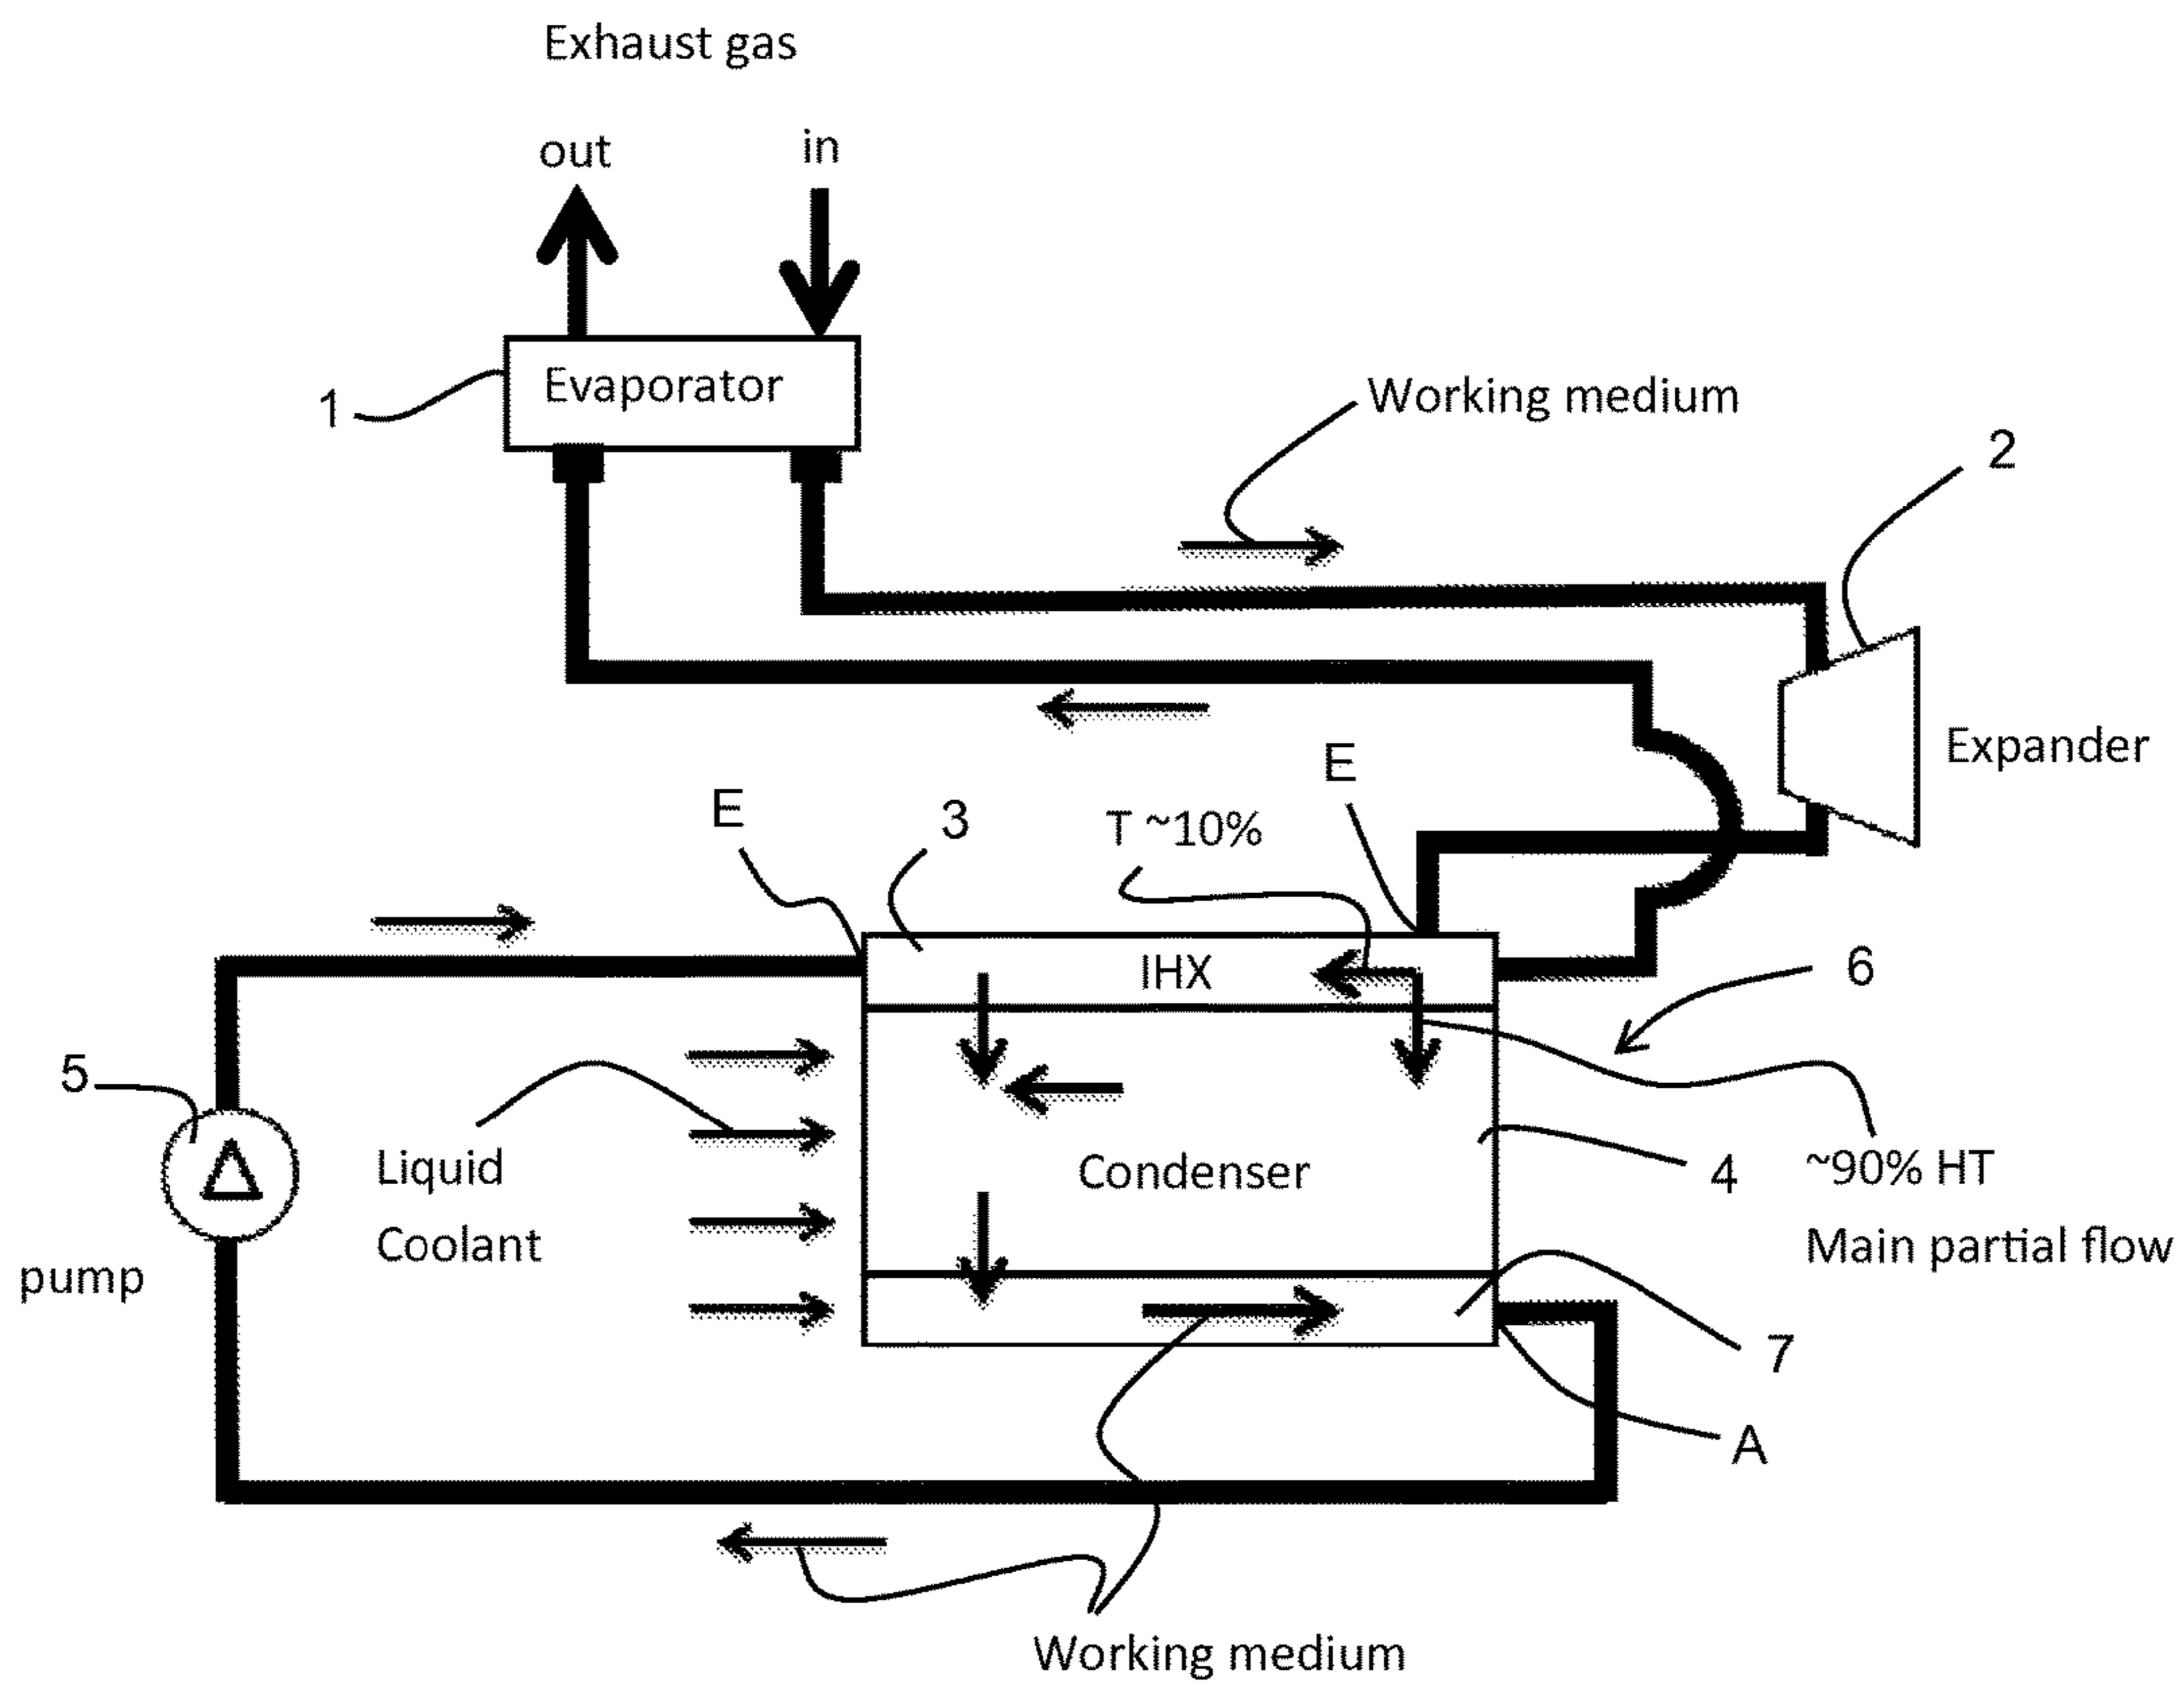 Exhaust gas
out
in
Evaporator
1
Working medium
2
Expander
E
E
3
T ~10%
IHX
6
5
Liquid
Coolant
Condenser
4
~90% HT
Main partial flow
pump
7
A
Working medium